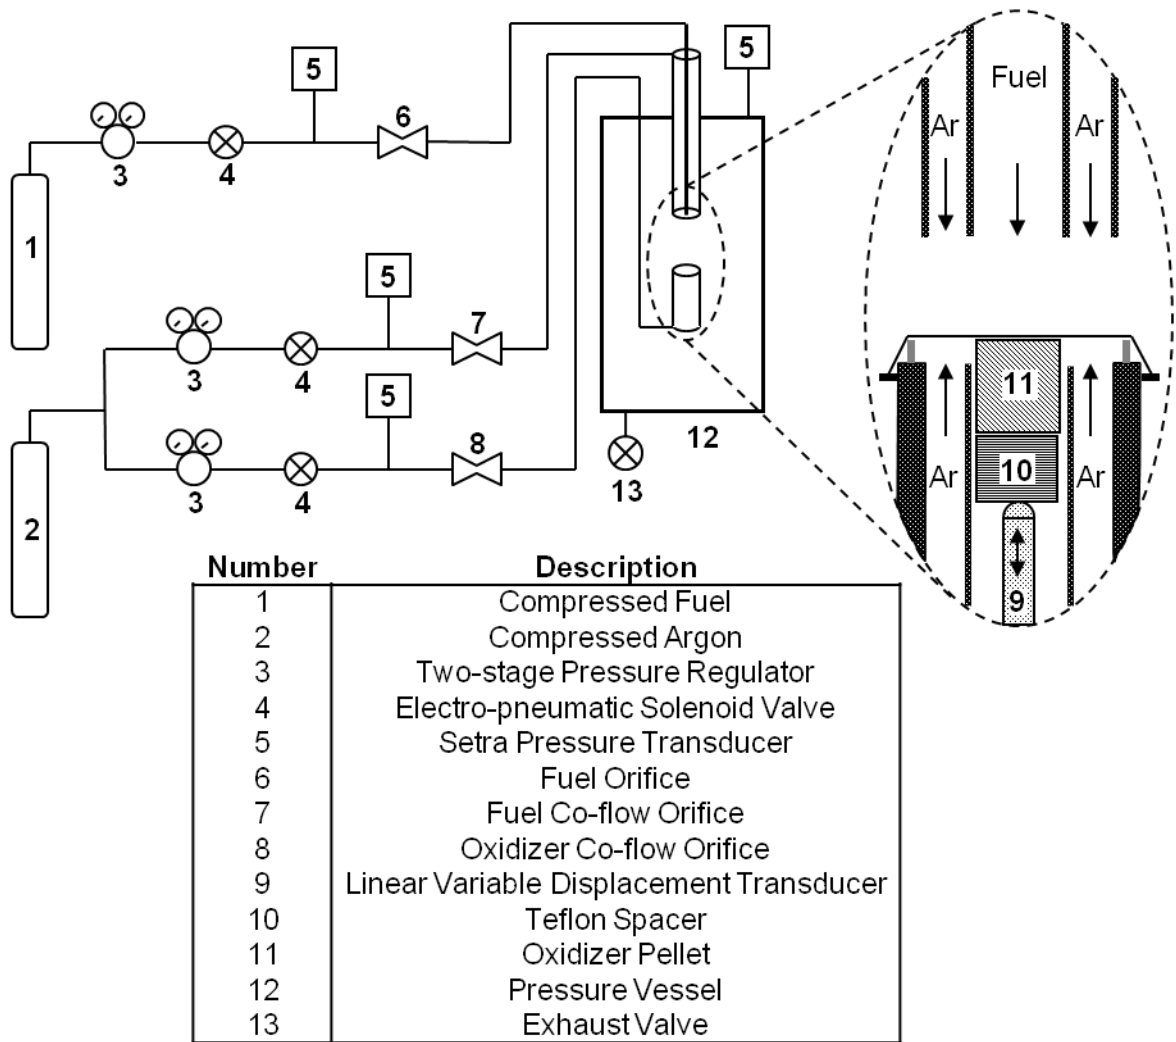 5
5
6
Fuel
Ar
Ar
3
4
1
5
7
3
4
5
11
12
8
10
13
Ar
Ar
3
4
2
9
Number Description
1 Compressed Fuel
2 Compressed Argon
3 Two-stage Pressure Regulator
4 Electro-pneumatic Solenoid Valve
5 Setra Pressure Transducer
6 Fuel Orifice
7 Fuel Co-flow Orifice
8 Oxidizer Co-flow Orifice
9 Linear Variable Displacement Transducer
10 Teflon Spacer
11 Oxidizer Pellet
12 Pressure Vessel
13 Exhaust Valve